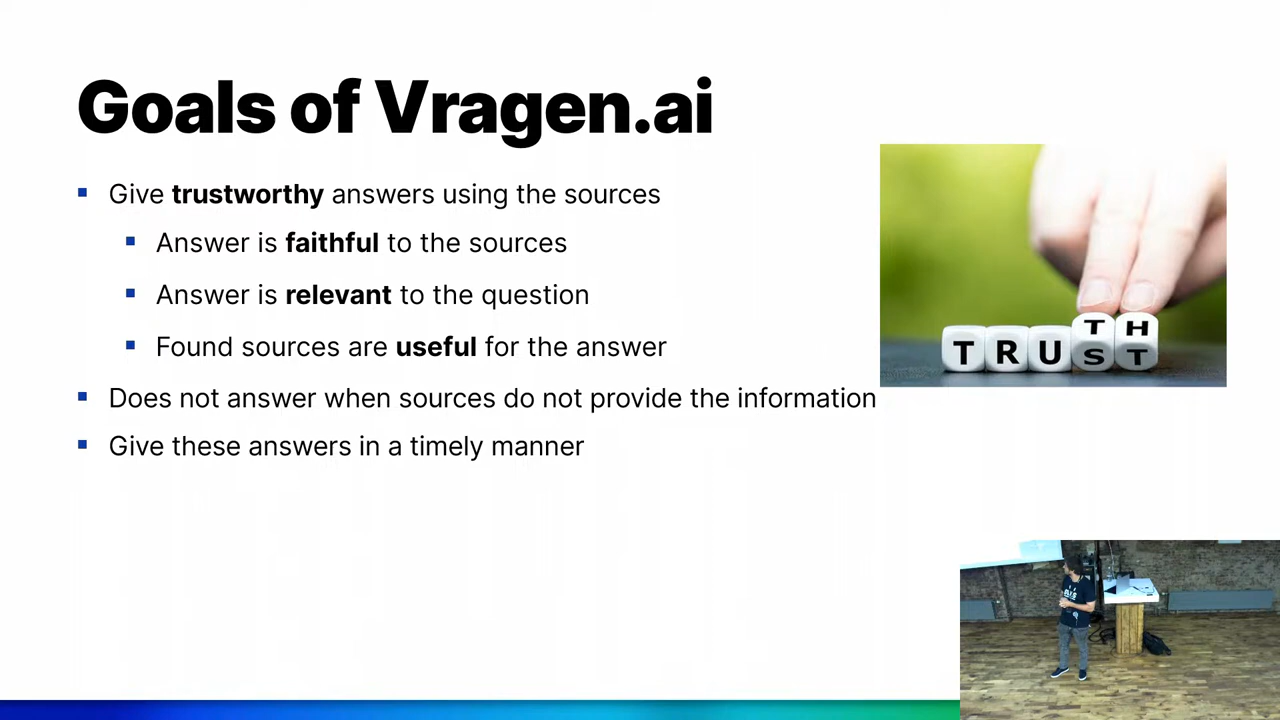 Goals of Vragen.ai
Give trustworthy answers using the sources
Answer is faithful to the sources
Answer is relevant to the question
Found sources are useful for the answer
Does not answer when sources do not provide the information
Give these answers in a timely manner
T H
T R U S T